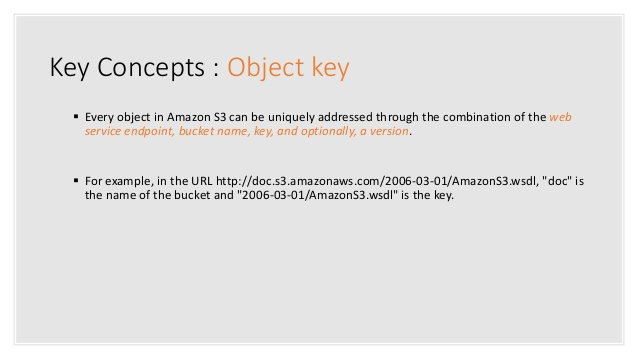 Key Concepts : Object key
▪ Every object in Amazon S3 can be uniquely addressed through the combination of the web
service endpoint, bucket name, key, and optionally, a version.
▪ For example, in the URL http://doc.s3.amazonaws.com/2006-03-01/AmazonS3.wsdl, "doc" is
the name of the bucket and "2006-03-01/AmazonS3.wsdl" is the key.